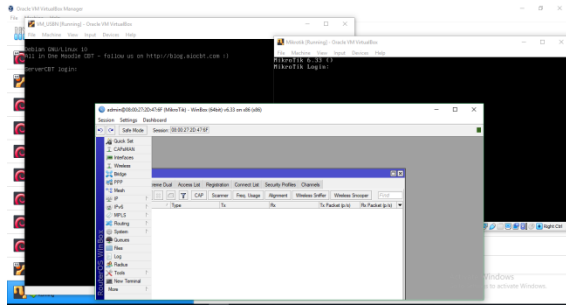 Oracle VM VirtualBox Manager
VM_USBN [Running] - Oracle VM VirtualBox
File Machine View Input Devices Help
Debian GNU/Linux 10
All in One Moodle CBT - follow us on http://blog.aiocbt.com :)
ServerCBT login:
Mikrotik [Running] - Oracle VM VirtualBox
File Machine View Input Devices Help
MikroTik 6.33 ()
MikroTik Login:
admin@08:00:27:2D:47:6F (MikroTik) - WinBox (64bit) v6.33 on x86 (x86)
Session Settings Dashboard
Safe Mode Session: 08:00:27:2D:47:6F
Quick Set
CAPsMAN
Interfaces
Wireless
Bridge
PPP
Mesh
IP
IPv6
MPLS
Routing
System
Queues
Files
Log
Radius
Tools
New Terminal
More
RouterOS WinBox
Nstreme Dual Access List Registration Connect List Security Profiles Channels
CAP Scanner Freq. Usage Alignment Wireless Sniffer Wireless Snooper Find
Type Tx Rx Tx Packet (p/s) Rx Packet (p/s)
Right Ctrl
Windows
to activate Windows.